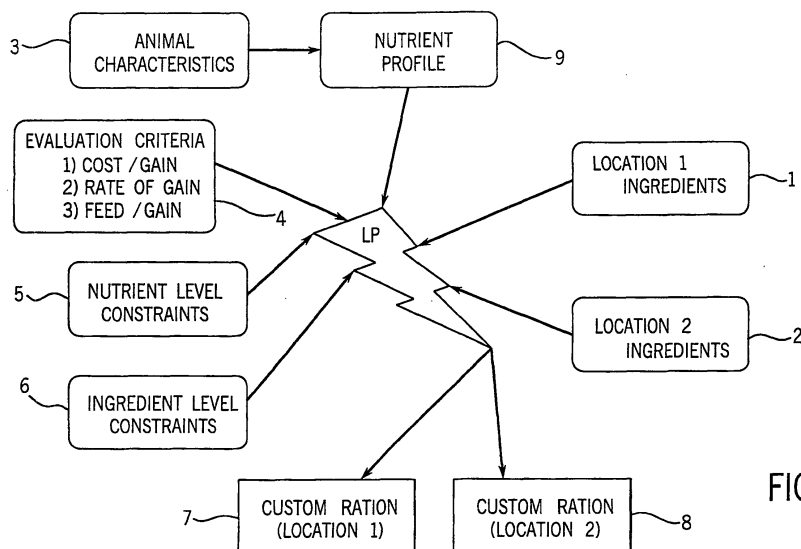 3
ANIMAL
CHARACTERISTICS
NUTRIENT
PROFILE
9
EVALUATION CRITERIA
1) COST / GAIN
2) RATE OF GAIN
3) FEED / GAIN
4
LOCATION 1
INGREDIENTS
1
LP
5
NUTRIENT LEVEL
CONSTRAINTS
LOCATION 2
INGREDIENTS
2
6
INGREDIENT LEVEL
CONSTRAINTS
7
CUSTOM RATION
(LOCATION 1)
CUSTOM RATION
(LOCATION 2)
8
FIG